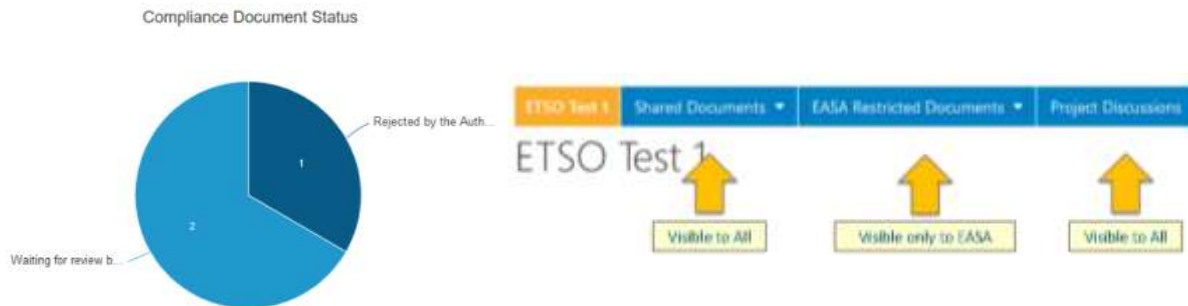 Compliance Document Status
1
Rejected by the Auth...
2
Waiting for review b...
ETSO Test 1 Shared Documents EASA Restricted Documents Project Discussions
ETSO Test 1
Visible to All Visible only to EASA Visible to All